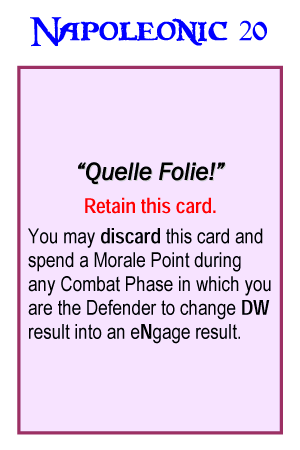 Napoleonic 20
“Quelle Folie!”
Retain this card.
You may discard this card and
spend a Morale Point during
any Combat Phase in which you
are the Defender to change DW
result into an eNgage result.